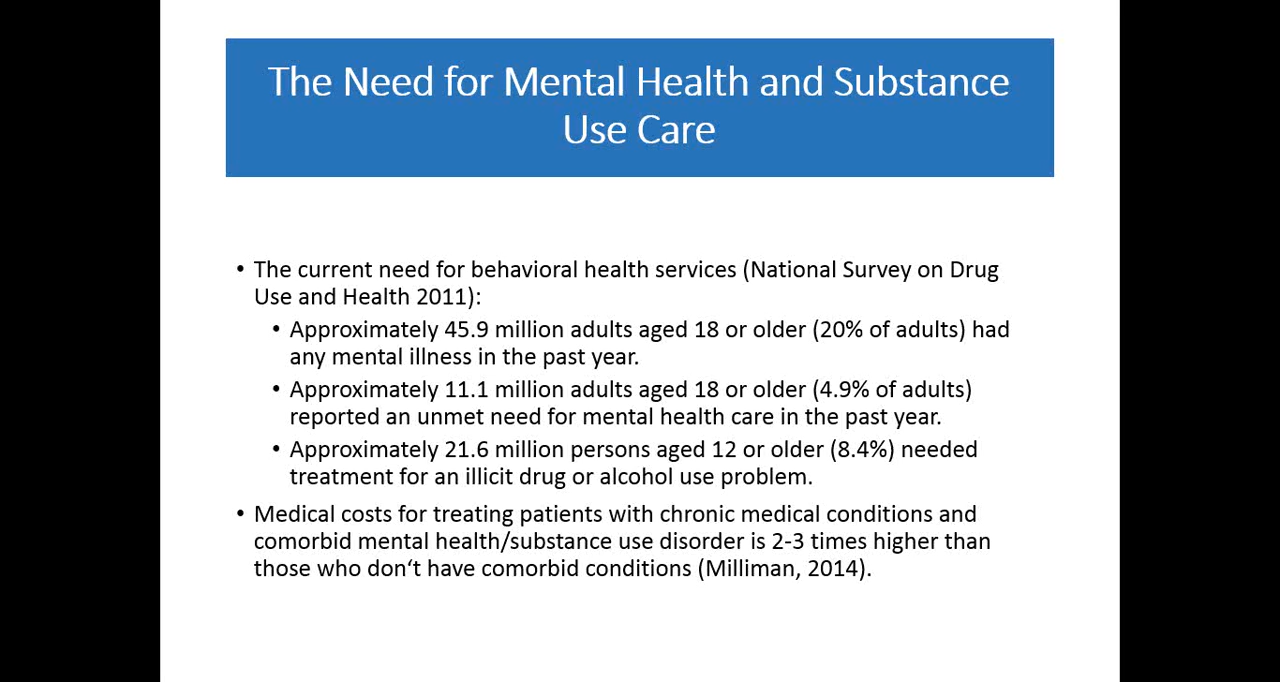 The Need for Mental Health and Substance
Use Care
• The current need for behavioral health services (National Survey on Drug
Use and Health 2011):
• Approximately 45.9 million adults aged 18 or older (20% of adults) had
any mental illness in the past year.
• Approximately 11.1 million adults aged 18 or older (4.9% of adults)
reported an unmet need for mental health care in the past year.
• Approximately 21.6 million persons aged 12 or older (8.4%) needed
treatment for an illicit drug or alcohol use problem.
• Medical costs for treating patients with chronic medical conditions and
comorbid mental health/substance use disorder is 2-3 times higher than
those who don‘t have comorbid conditions (Milliman, 2014).